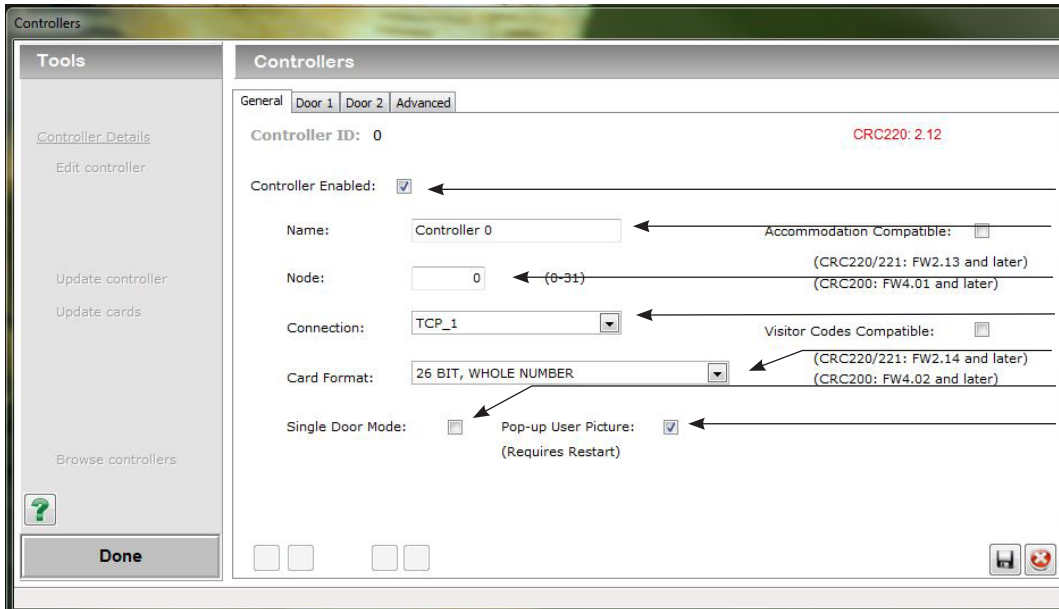 Controllers
Tools
Controllers
General Door 1 Door 2 Advanced
Controller Details
Controller ID: 0
CRC220: 2.12
Edit controller
Controller Enabled:
Name: Controller 0
Accommodation Compatible:
(CRC220/221: FW2.13 and later)
Update controller
Node: 0 (0-31)
(CRC200: FW4.01 and later)
Update cards
Connection: TCP_1
Visitor Codes Compatible:
(CRC220/221: FW2.14 and later)
Card Format: 26 BIT, WHOLE NUMBER
(CRC200: FW4.02 and later)
Single Door Mode:
Pop-up User Picture:
(Requires Restart)
Browse controllers
?
Done